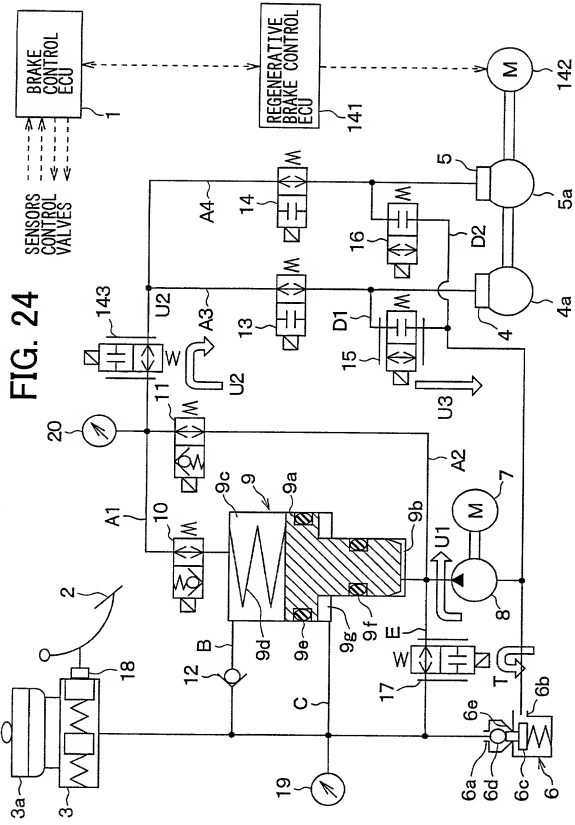 FIG. 24
3a
3
18
2
A1
20
143
U2
U2
A3
A4
SENSORS
CONTROL
VALVES
BRAKE
CONTROL
ECU
1
REGENERATIVE
BRAKE CONTROL
ECU
141
M
142
10
11
13
14
12
B
C
9c
9
9a
9d
9e
9g
9f
9b
A2
D1
15
16
D2
U3
4
4a
5
5a
19
17
E
U1
M
7
8
T
6a
6e
6d
6b
6c
6